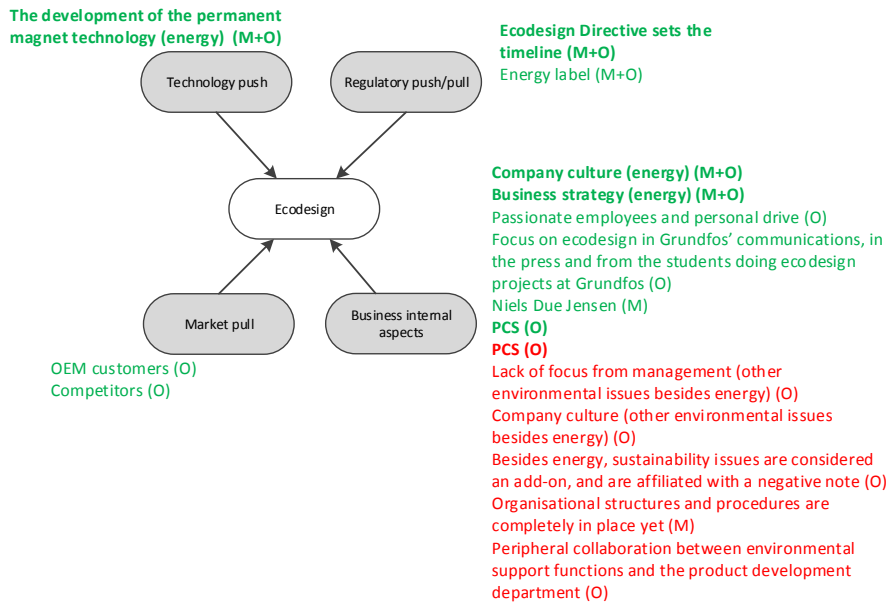 The development of the permanent
magnet technology (energy) (M+O)
Ecodesign Directive sets the
timeline (M+O)
Energy label (M+O)
Technology push
Regulatory push/pull
Ecodesign
Market pull
Business internal
aspects
OEM customers (O)
Competitors (O)
Company culture (energy) (M+O)
Business strategy (energy) (M+O)
Passionate employees and personal drive (O)
Focus on ecodesign in Grundfos’ communications, in
the press and from the students doing ecodesign
projects at Grundfos (O)
Niels Due Jensen (M)
PCS (O)
PCS (O)
Lack of focus from management (other
environmental issues besides energy) (O)
Company culture (other environmental issues
besides energy) (O)
Besides energy, sustainability issues are considered
an add-on, and are affiliated with a negative note (O)
Organisational structures and procedures are
completely in place yet (M)
Peripheral collaboration between environmental
support functions and the product development
department (O)